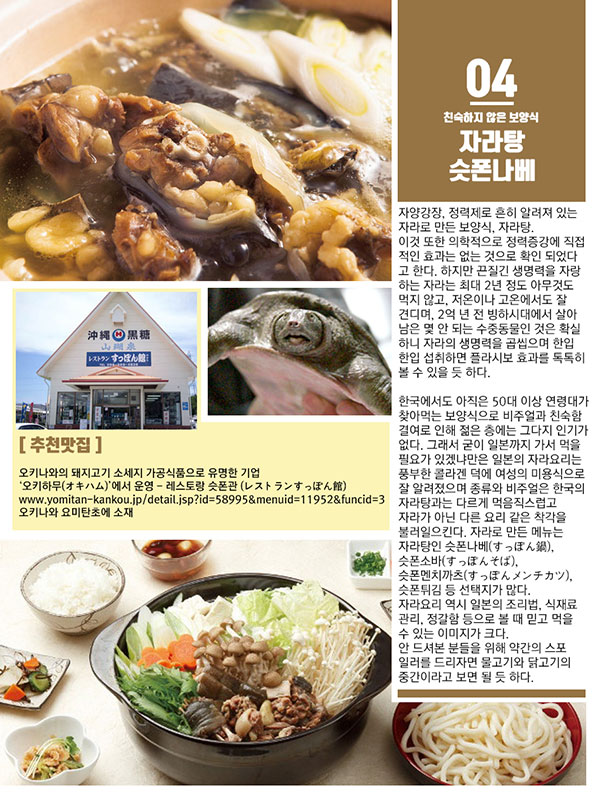 04
친숙하지 않은 보양식
자라탕
슷폰나베
자양강장, 정력제로 흔히 알려져 있는
자라로 만든 보양식, 자라탕.
이것 또한 의학적으로 정력증강에 직접
적인 효과는 없는 것으로 확인 되었다
고 한다. 하지만 끈질긴 생명력을 자랑
하는 자라는 최대 2년 정도 아무것도
먹지 않고, 저온이나 고온에서도 잘
견디며, 2억 년 전 빙하시대에서 살아
남은 몇 안 되는 수중동물인 것은 확실
하니 자라의 생명력을 곱씹으며 한입
한입 섭취하면 플라시보 효과를 톡톡히
볼 수 있을 듯 하다.
한국에서도 아직은 50대 이상 연령대가
찾아먹는 보양식으로 비주얼과 친숙함
결여로 인해 젊은 층에는 그다지 인기가
없다. 그래서 굳이 일본까지 가서 먹을
필요가 있겠냐만은 일본의 자라요리는
풍부한 콜라겐 덕에 여성의 미용식으로
잘 알려졌으며 종류와 비주얼은 한국의
자라탕과는 다르게 먹음직스럽고
자라가 아닌 다른 요리 같은 착각을
불러일으킨다. 자라로 만든 메뉴는
자라탕인 슷폰나베(すっぽん鍋),
슷폰소바(すっぽんそば),
슷폰멘치까츠(すっぽんメンチカツ),
슷폰튀김 등 선택지가 많다.
자라요리 역시 일본의 조리법, 식재료
관리, 정갈함 등으로 볼 때 믿고 먹을
수 있는 이미지가 크다.
안 드셔본 분들을 위해 약간의 스포
일러를 드리자면 물고기와 닭고기의
중간이라고 보면 될 듯 하다.
沖縄 黒糖
山陽泉
レストラン すっぽん館
[ 추천맛집 ]
오키나와의 돼지고기 소세지 가공식품으로 유명한 기업
‘오키하무(オキハム)’에서 운영 – 레스토랑 슷폰관 (レストランすっぽん館)
www.yomitan-kankou.jp/detail.jsp?id=58995&menuid=11952&funcid=3
오키나와 요미탄초에 소재